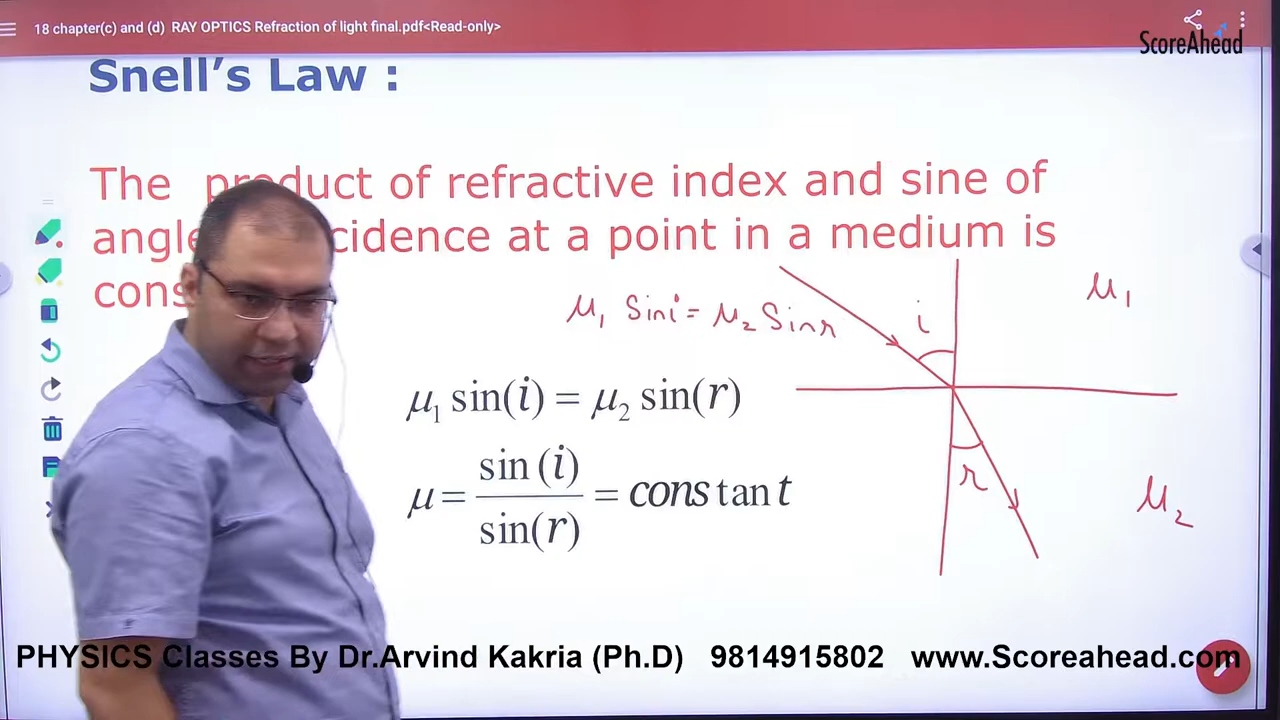 18 chapter(c) and (d) RAY OPTICS Refraction of light final.pdf<Read-only>
ScoreAhead
Snell's Law :
The product of refractive index and sine of
angle cidence at a point in a medium is
cons
μ₁ Sin i = μ₂ Sin r
i
μ₁
μ₁ sin(i) = μ₂ sin(r)
μ = sin(i) / sin(r) = constant
r
μ₂
PHYSICS Classes By Dr.Arvind Kakria (Ph.D) 9814915802 www.Scoreahead.com